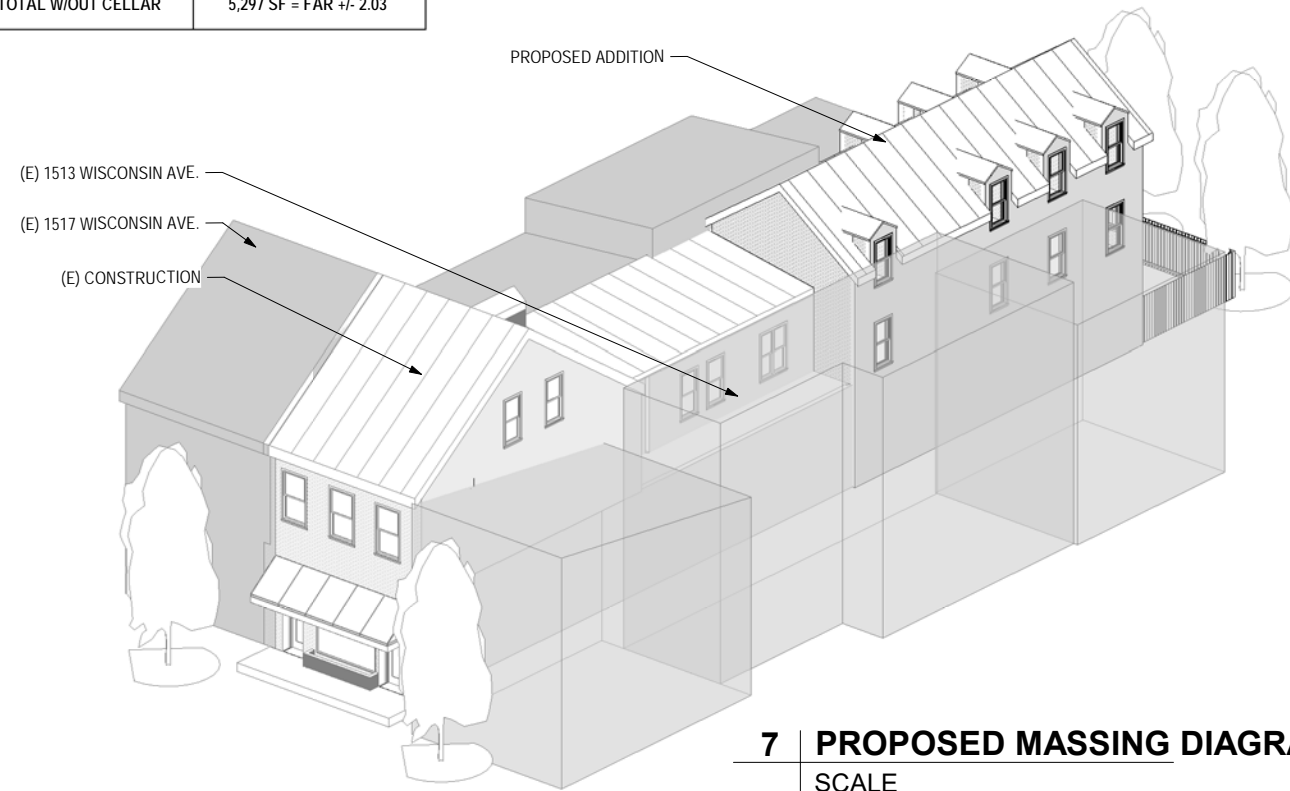 TOTAL W/OUT CELLAR 5,297 SF = FAR +/- 2.03
PROPOSED ADDITION
(E) 1513 WISCONSIN AVE.
(E) 1517 WISCONSIN AVE.
(E) CONSTRUCTION
7 PROPOSED MASSING DIAGRA
SCALE